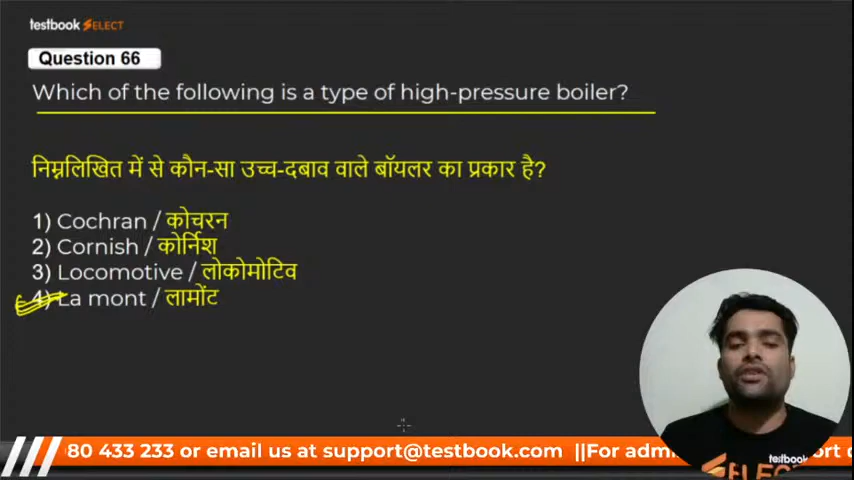 testbook SELECT
Question 66
Which of the following is a type of high-pressure boiler?
निम्नलिखित में से कौन-सा उच्च-दबाव वाले बॉयलर का प्रकार है?
1) Cochran / कोचरन
2) Cornish / कोर्निश
3) Locomotive / लोकोमोटिव
4) La mont / लामोंट
testbook
SELECT
80 433 233 or email us at support@testbook.com ||For admi